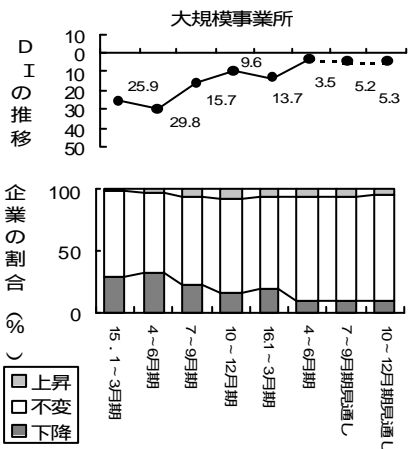 大規模事業所
ＤＩの推移
10
0
10
20
30
40
50
25.9
29.8
15.7
9.6
13.7
3.5
5.2
5.3
企業の割合（％）
100
50
0
15．1～3月期
4～6月期
7～9月期
10～12月期
16.1～3月期
4～6月期
7～9月期見通し
10～12月期見通し
上昇
不変
下降